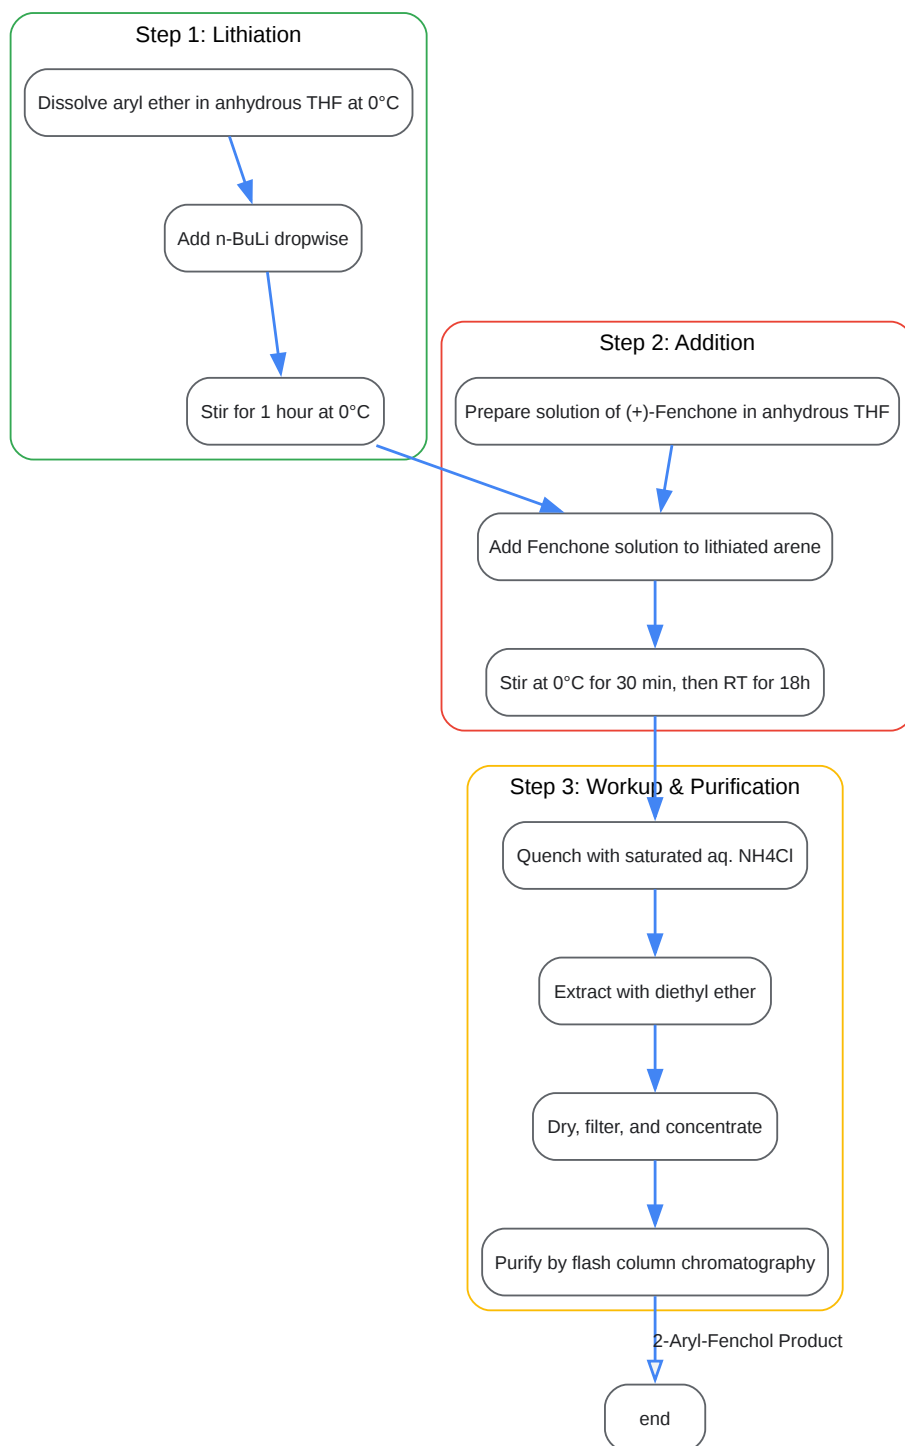 Step 1: Lithiation
Dissolve aryl ether in anhydrous THF at 0°C
Add n-BuLi dropwise
Stir for 1 hour at 0°C
Step 2: Addition
Prepare solution of (+)-Fenchone in anhydrous THF
Add Fenchone solution to lithiated arene
Stir at 0°C for 30 min, then RT for 18h
Step 3: Workup & Purification
Quench with saturated aq. NH4Cl
Extract with diethyl ether
Dry, filter, and concentrate
Purify by flash column chromatography
2-Aryl-Fenchol Product
end